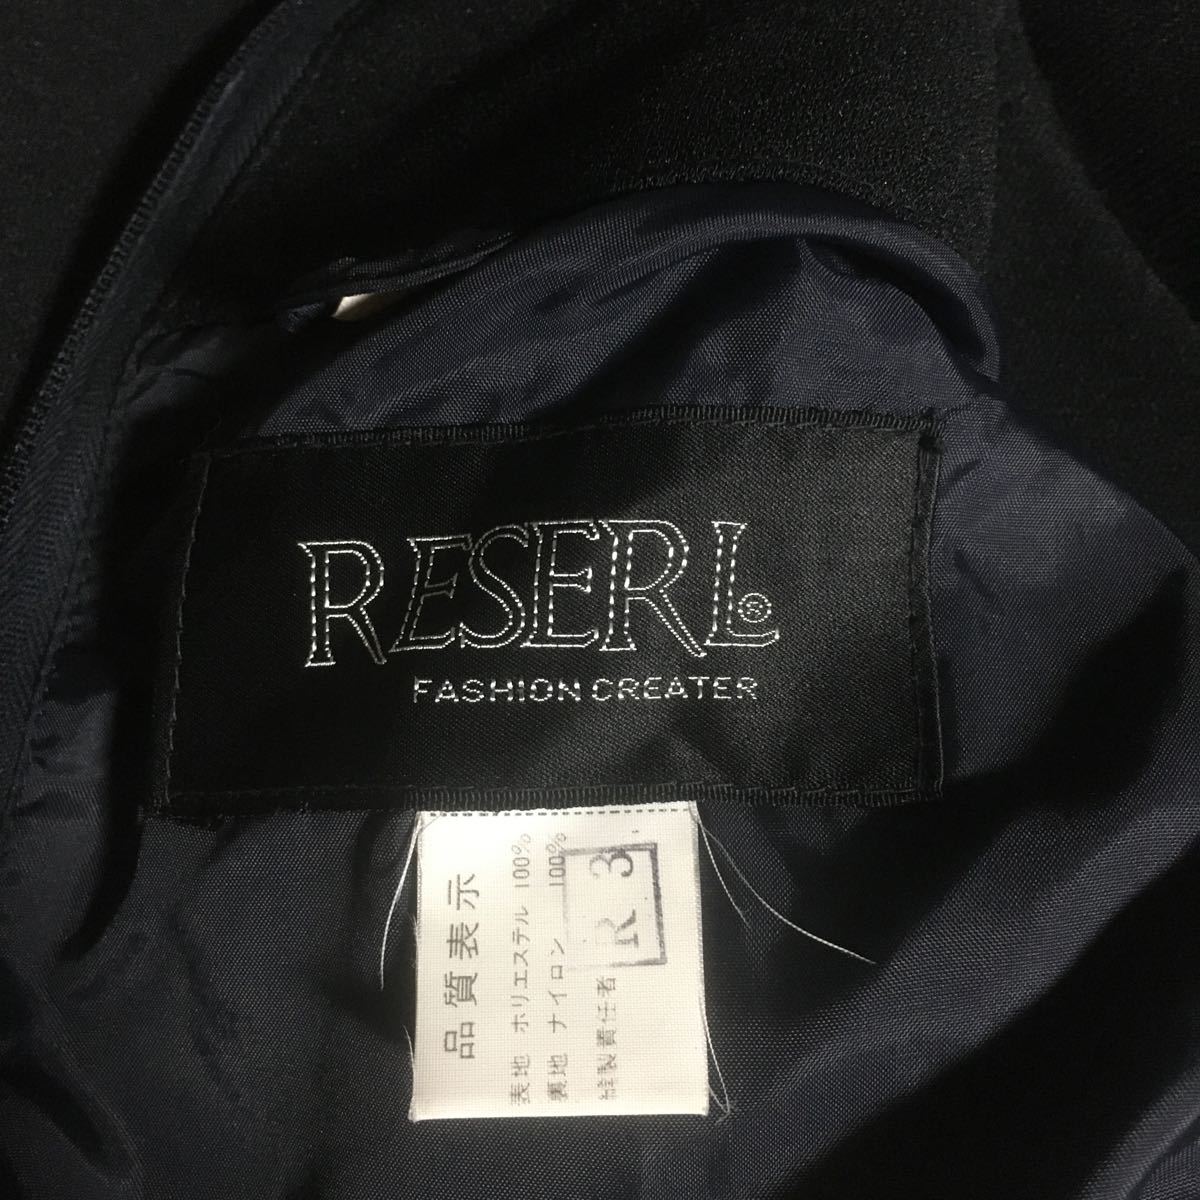 RESERL®
FASHION CREATER
品質表示
表地 ポリエステル 100%
裏地 ナイロン 100%
縫製責任者
R 3